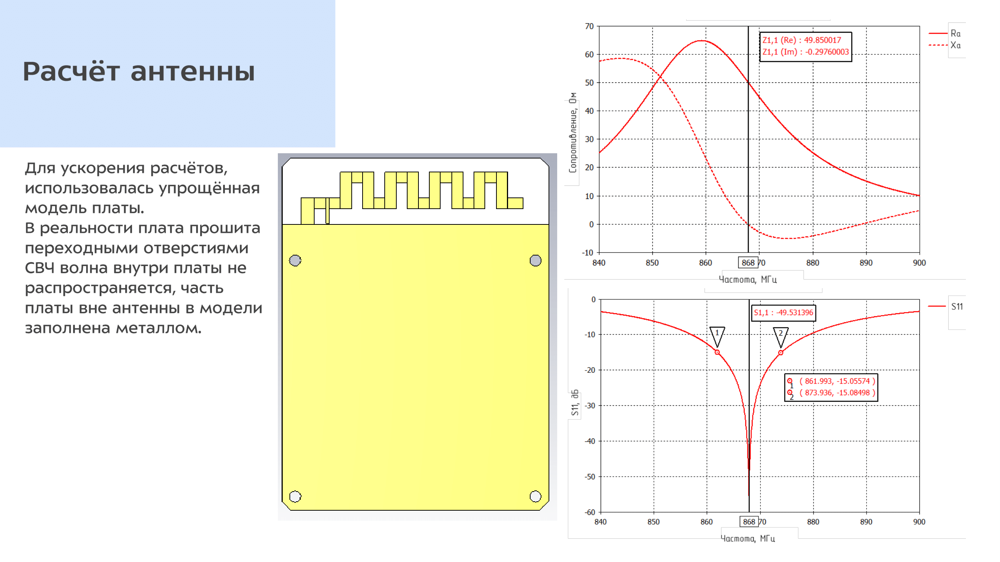 Расчёт антенны
Для ускорения расчётов,
использовалась упрощённая
модель платы.
В реальности плата прошита
переходными отверстиями
СВЧ волна внутри платы не
распространяется, часть
платы вне антенны в модели
заполнена металлом.
70
60
50
40
30
20
10
0
-10
Сопротивление, Ом
Z1,1 (Re) : 49.850017
Z1,1 (Im) : -0.29760003
Ra
Xa
840 850 860 868 70 880 890 900
Частота, МГц
0
-10
-20
-30
-40
-50
-60
S11, дБ
S1,1 : -49.531396
S11
1
2
1 ( 861.993, -15.05574 )
2 ( 873.936, -15.08498 )
840 850 860 868 70 880 890 900
Частота, МГц